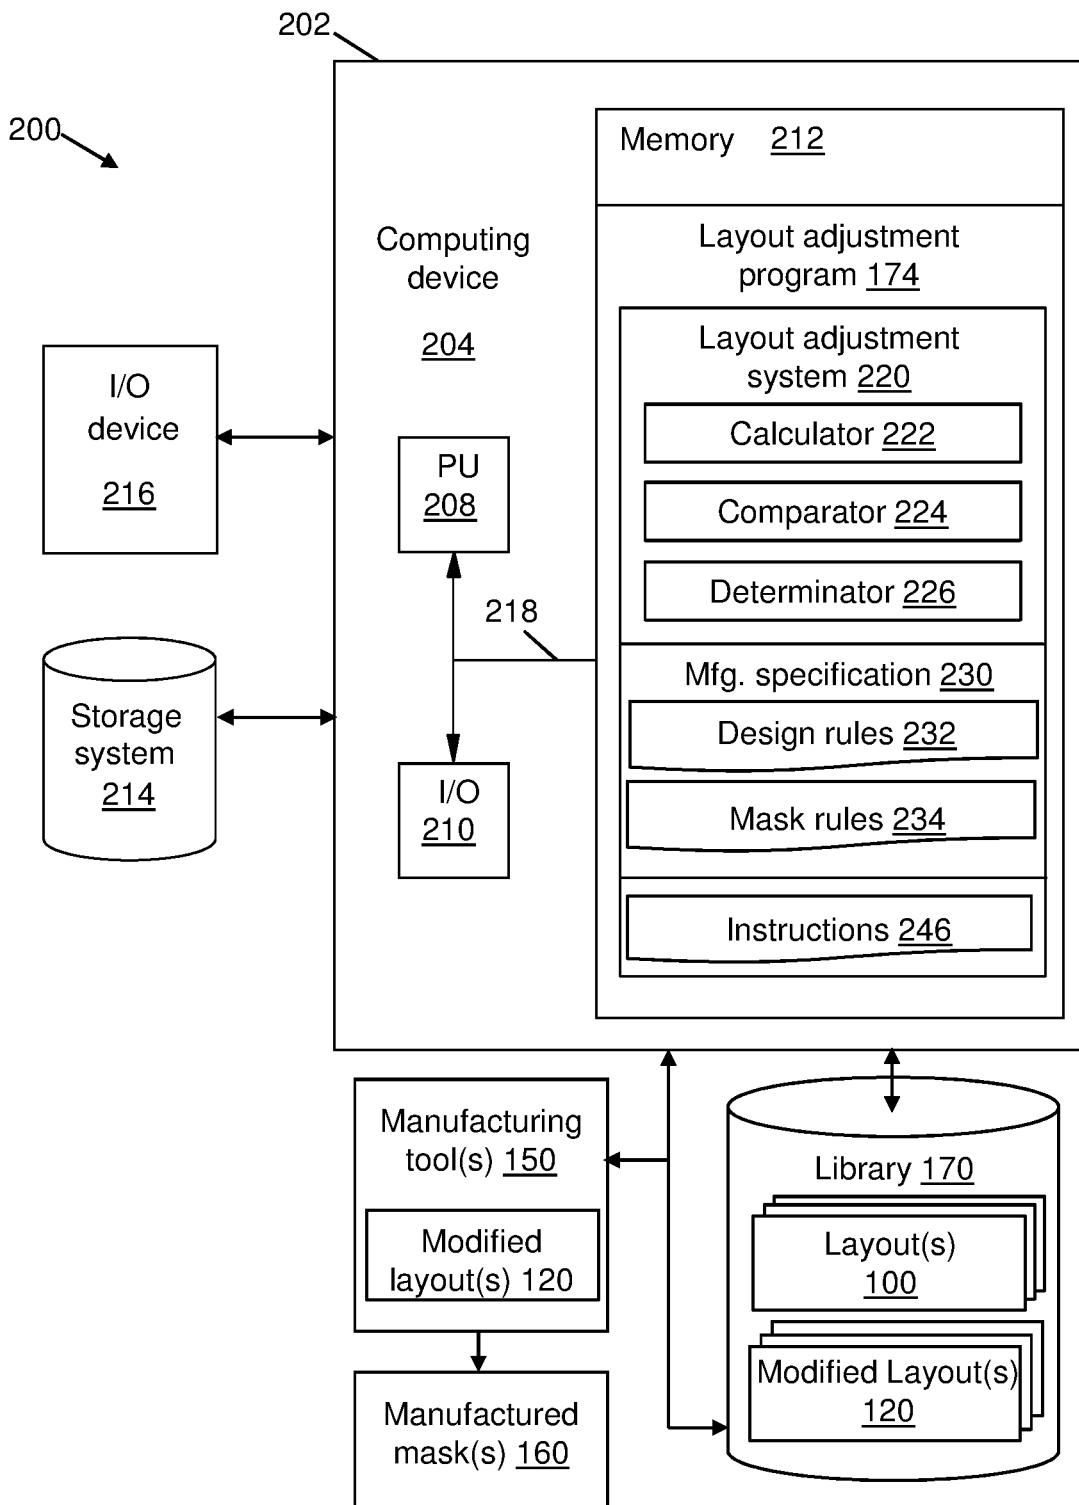 202
200
Memory 212
Computing
device
204
Layout adjustment
program 174
Layout adjustment
system 220
Calculator 222
Comparator 224
Determinator 226
I/O
device
216
PU
208
218
Storage
system
214
I/O
210
Mfg. specification 230
Design rules 232
Mask rules 234
Instructions 246
Manufacturing
tool(s) 150
Modified
layout(s) 120
Manufactured
mask(s) 160
Library 170
Layout(s)
100
Modified Layout(s)
120